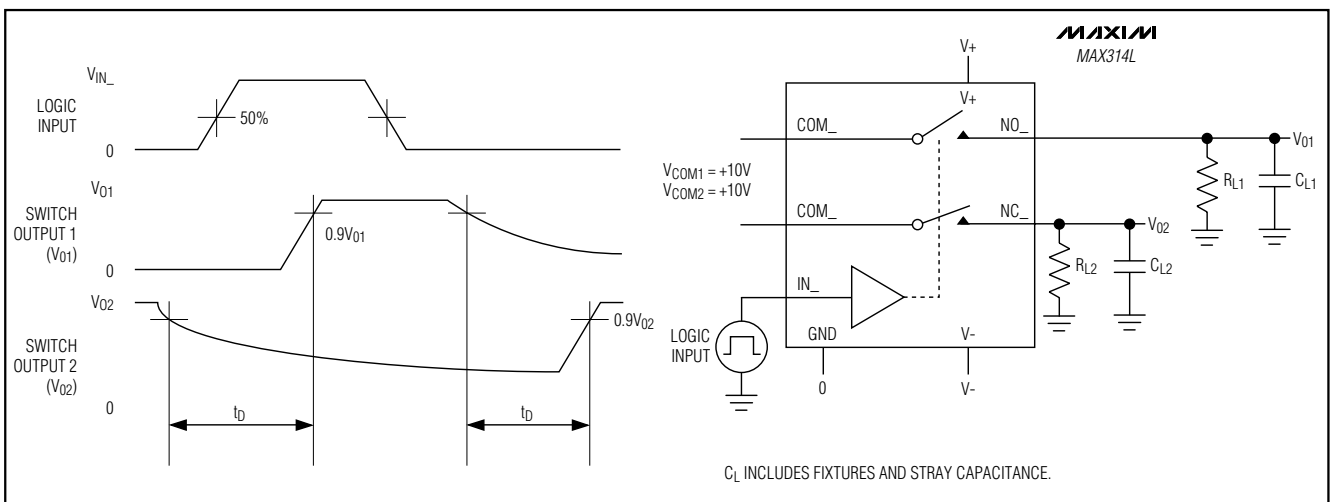 VIN_
LOGIC
INPUT
50%
0
VO1
SWITCH
OUTPUT 1
(V01)
0.9V01
0
VO2
SWITCH
OUTPUT 2
(V02)
0.9V02
0
tD
tD
MAXIM
MAX314L
V+
V+
COM_
NO_
V01
VCOM1 = +10V
VCOM2 = +10V
RL1
CL1
COM_
NC_
V02
RL2
CL2
IN_
LOGIC
INPUT
GND
V-
0
V-
CL INCLUDES FIXTURES AND STRAY CAPACITANCE.